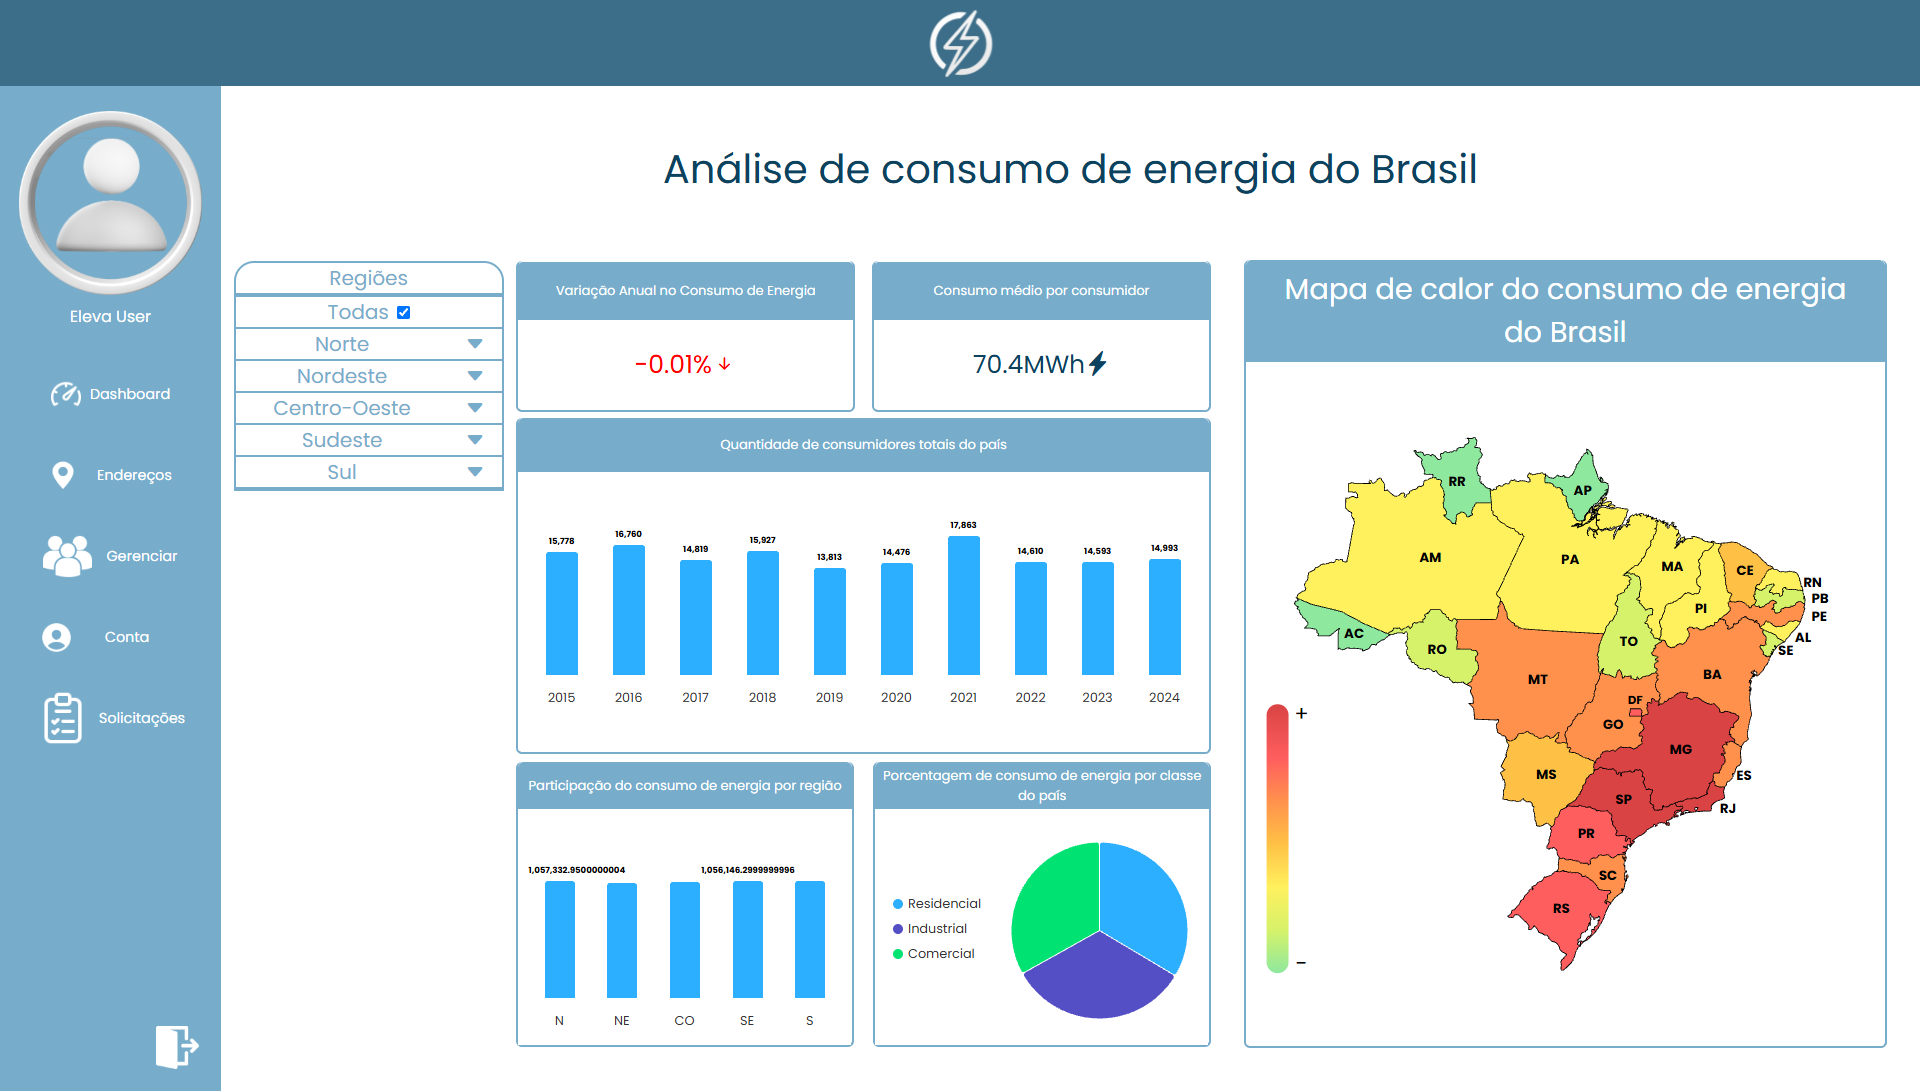 Análise de consumo de energia do Brasil
Eleva User
Dashboard
Endereços
Gerenciar
Conta
Solicitações
Regiões
Todas
Norte
Nordeste
Centro-Oeste
Sudeste
Sul
Variação Anual no Consumo de Energia
-0.01%
Consumo médio por consumidor
70.4MWh
Quantidade de consumidores totais do país
15,778 16,760 14,819 15,927 13,813 14,476 17,863 14,610 14,593 14,993
2015 2016 2017 2018 2019 2020 2021 2022 2023 2024
Participação do consumo de energia por região
1,057,332.9500000004 1,056,146.2999999996
N NE CO SE S
Porcentagem de consumo de energia por classe
do país
Residencial
Industrial
Comercial
Mapa de calor do consumo de energia
do Brasil
RR
AP
AM
PA
MA
CE
RN
PB
PE
PI
AL
AC
RO
TO
SE
MT
BA
DF
GO
MG
MS
ES
SP
RJ
PR
SC
RS
+
-